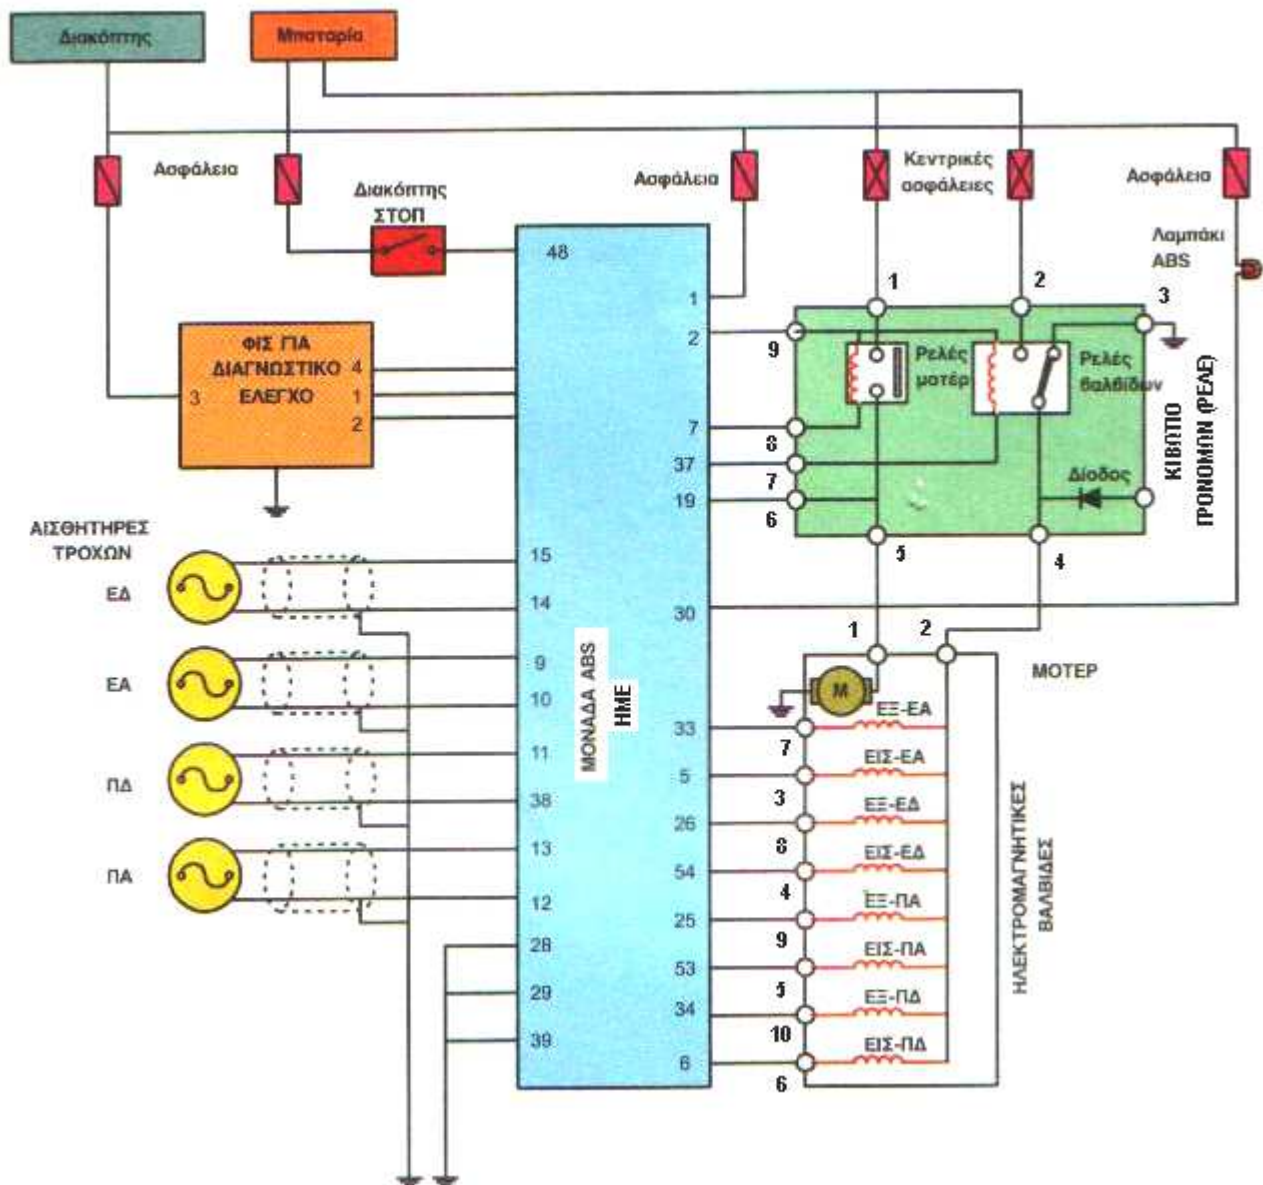 Διακόπτης
Μπαταρία
Ασφάλεια
Διακόπτης
ΣΤΟΠ
Ασφάλεια
Κεντρικές
ασφάλειες
Ασφάλεια
Λαμπάκι
ABS
48
1
2
1
2
3
9
Ρελές
μοτέρ
Ρελές
βαλβίδων
ΦΙΣ ΓΙΑ
ΔΙΑΓΝΩΣΤΙΚΟ
ΕΛΕΓΧΟ
3
4
1
2
7
8
37
7
19
6
Δίοδος
5
4
ΚΙΒΩΤΙΟ
ΤΡΟΝΟΜΩΝ (ΡΕΛΕ)
ΑΙΣΘΗΤΗΡΕΣ
ΤΡΟΧΩΝ
ΕΔ
15
14
ΕΑ
9
10
ΠΔ
11
38
ΠΑ
13
12
28
29
39
ΜΟΝΑΔΑ ABS
ΗΜΕ
30
1
2
ΜΟΤΕΡ
M
33
7
ΕΞ-ΕΑ
5
3
ΕΙΣ-ΕΑ
26
8
ΕΞ-ΕΔ
54
4
ΕΙΣ-ΕΔ
25
9
ΕΞ-ΠΑ
53
5
ΕΙΣ-ΠΑ
34
10
ΕΞ-ΠΔ
6
6
ΕΙΣ-ΠΔ
ΗΛΕΚΤΡΟΜΑΓΝΗΤΙΚΕΣ
ΒΑΛΒΙΔΕΣ